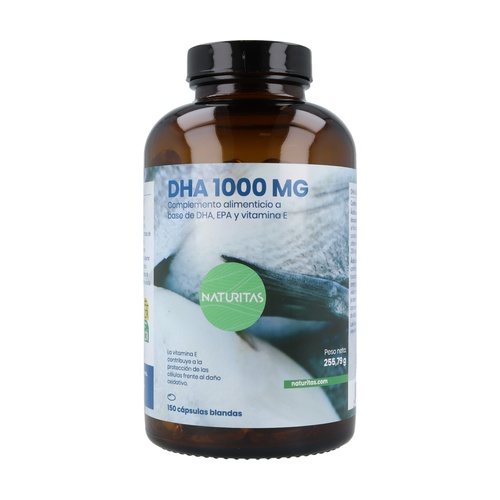 DHA 1000 MG
Complemento alimenticio a
base de DHA, EPA y vitamina E
NATURITAS
La vitamina E
contribuye a la
protección de las
células frente al daño
oxidativo.
Peso neto:
255,75 g
naturitas.com
150 cápsulas blandas